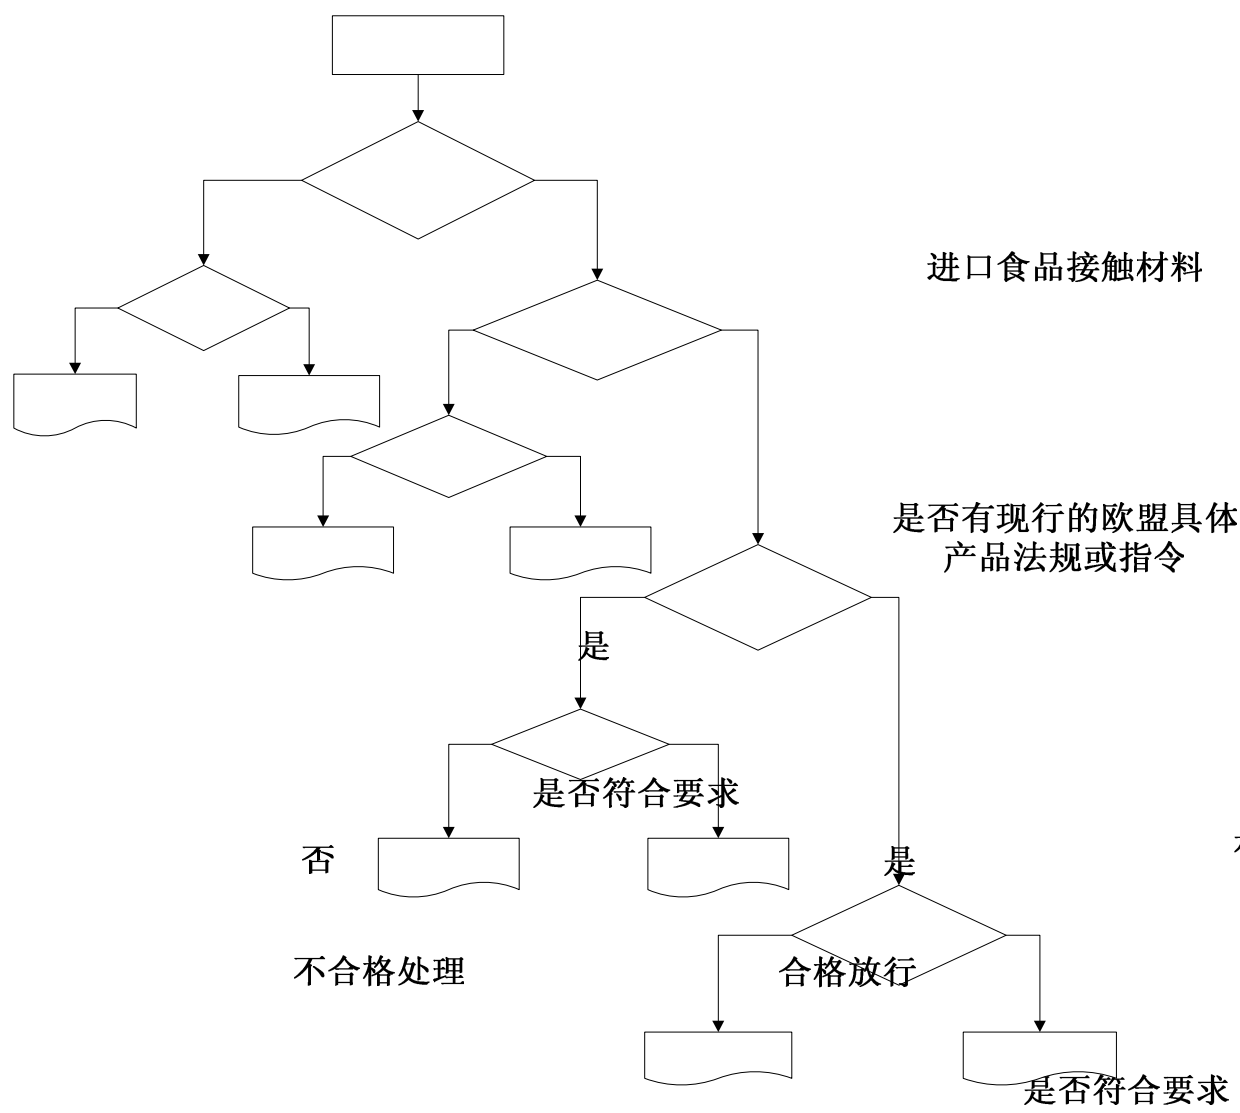 进口食品接触材料
是否有现行的欧盟具体
产品法规或指令
是
是否符合要求
否
是
不合格处理
合格放行
是否符合要求